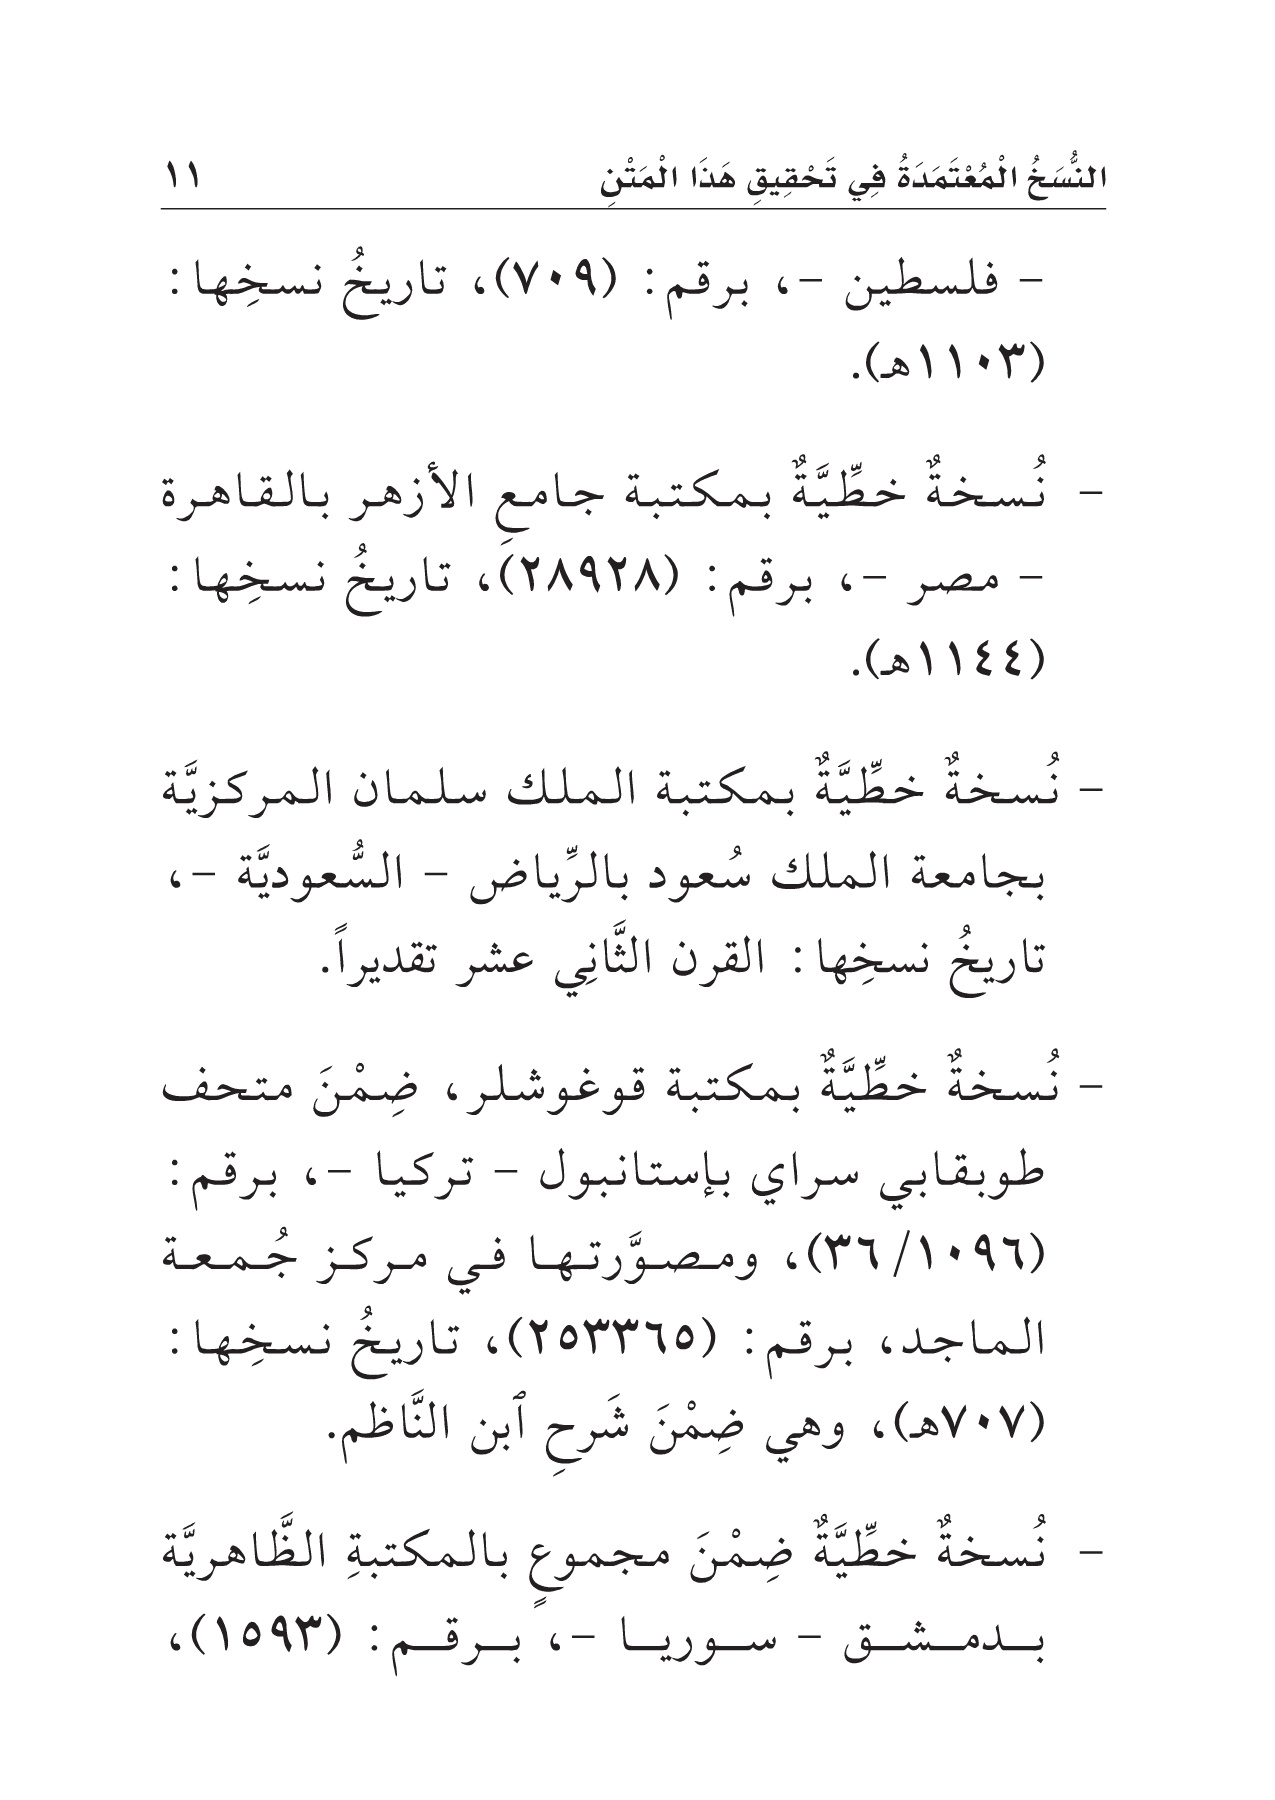 النُّسَخُ الْمُعْتَمَدَةُ فِي تَحْقِيقِ هَذَا الْمَتْنِ ١١
- فلسطين -، برقم: (٧٠٩)، تاريخُ نسخِها:
(١١٠٣هـ).
- نُسخةٌ خطِّيَّةٌ بمكتبة جامعِ الأزهر بالقاهرة
- مصر -، برقم: (٢٨٩٢٨)، تاريخُ نسخِها:
(١١٤٤هـ).
- نُسخةٌ خطِّيَّةٌ بمكتبة الملك سلمان المركزيَّة
بجامعة الملك سُعود بالرِّياض - السُّعوديَّة -،
تاريخُ نسخِها: القرن الثَّانِي عشر تقديراً.
- نُسخةٌ خطِّيَّةٌ بمكتبة قوغوشلر، ضِمْنَ متحف
طوبقابي سراي بإستانبول - تركيا -، برقم:
(٣٦/١٠٩٦)، ومصوَّرتها في مركز جُمعة
الماجد، برقم: (٢٥٣٣٦٥)، تاريخُ نسخِها:
(٧٠٧هـ)، وهي ضِمْنَ شَرحِ ٱبن النَّاظم.
- نُسخةٌ خطِّيَّةٌ ضِمْنَ مجموعٍ بالمكتبةِ الظَّاهريَّة
بدمشق - سوريا -، برقم: (١٥٩٣)،